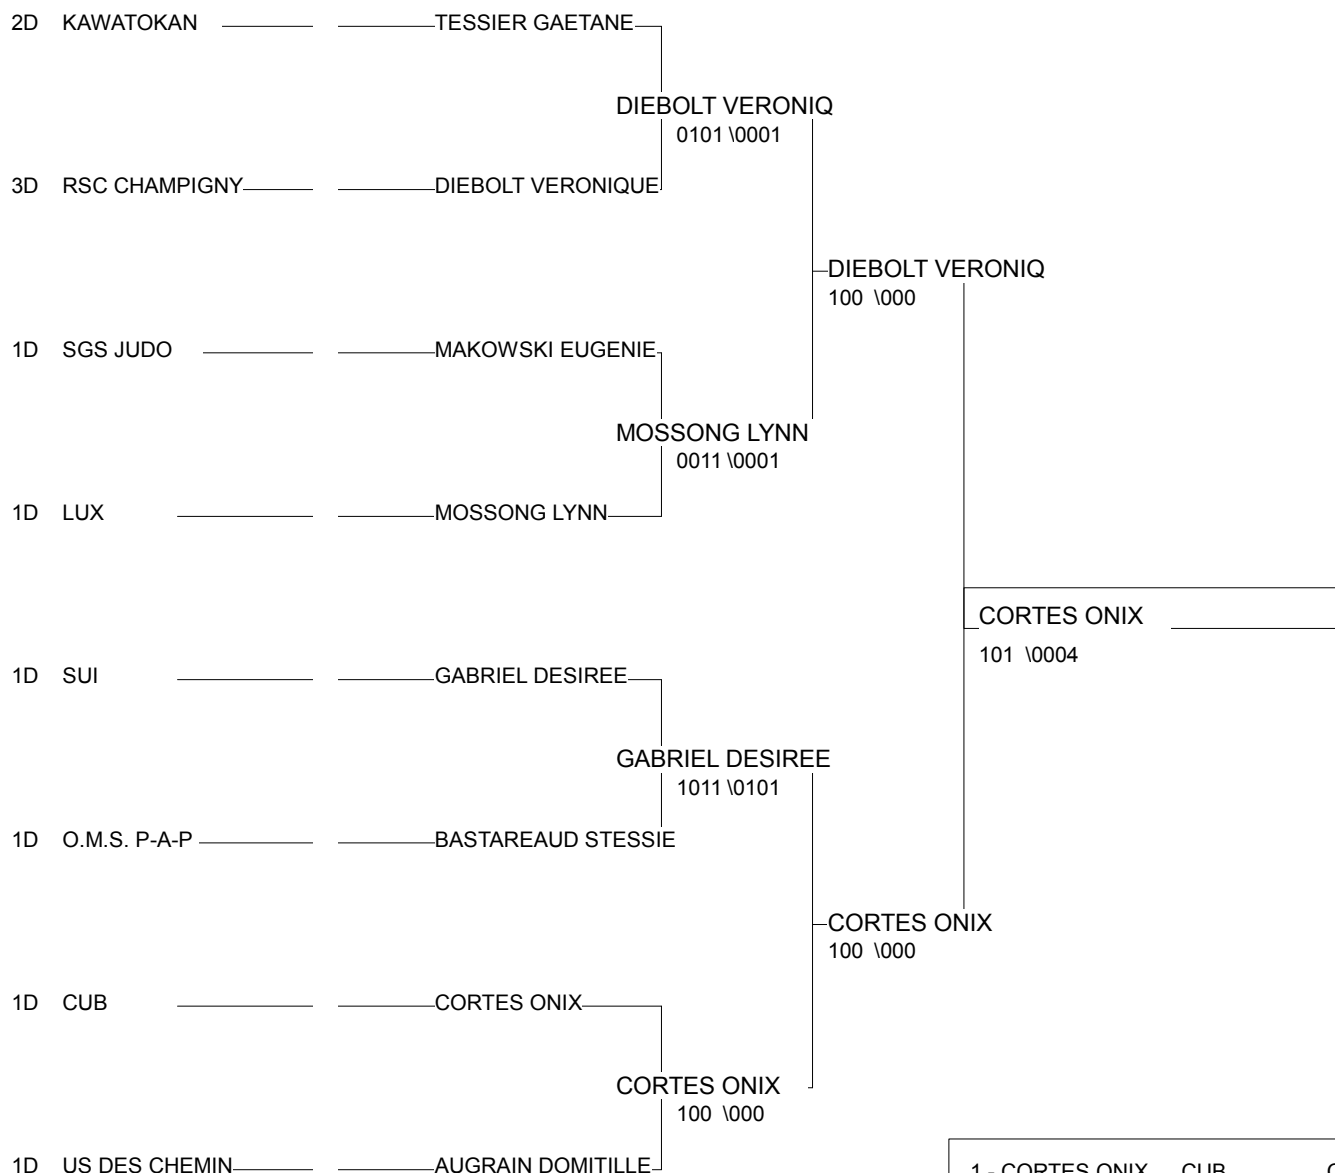 2D KAWATOKAN TESSIER GAETANE
DIEBOLT VERONIQ
0101 \0001
3D RSC CHAMPIGNY DIEBOLT VERONIQUE
DIEBOLT VERONIQ
100 \000
1D SGS JUDO MAKOWSKI EUGENIE
MOSSONG LYNN
0011 \0001
1D LUX MOSSONG LYNN
CORTES ONIX
101 \0004
1D SUI GABRIEL DESIREE
GABRIEL DESIREE
1011 \0101
1D O.M.S. P-A-P BASTAREAUD STESSIE
CORTES ONIX
100 \000
1D CUB CORTES ONIX
CORTES ONIX
100 \000
1D US DES CHEMIN AUGRAIN DOMITILLE
1 - CORTES ONIX CUB